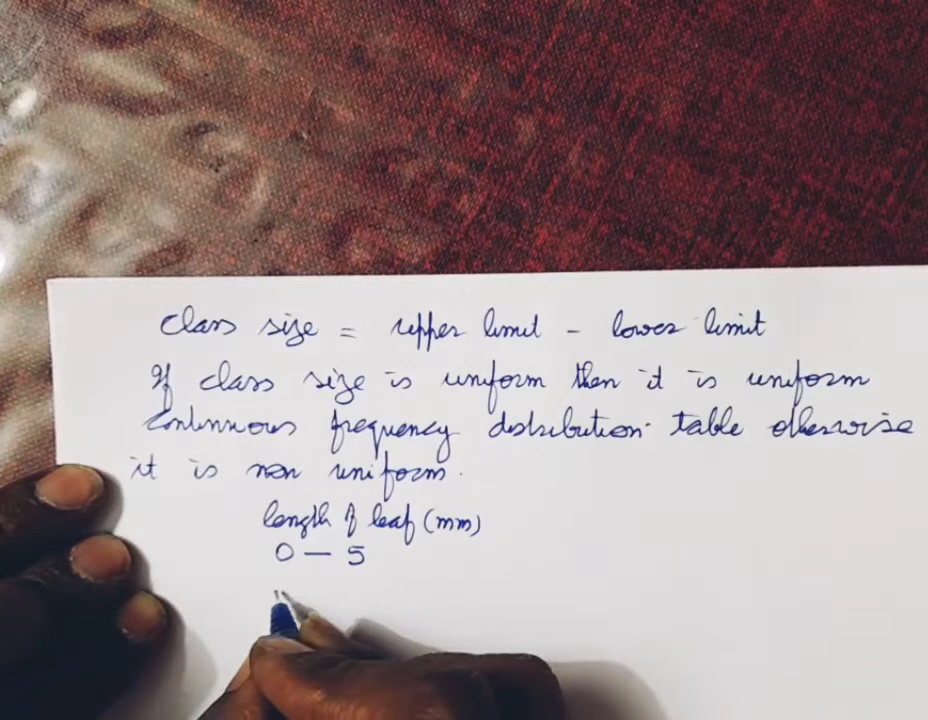 class size = upper limit - lower limit
If class size is uniform then it is uniform
continuous frequency distribution table otherwise
it is non uniform.
length of leaf (mm)
0 — 5